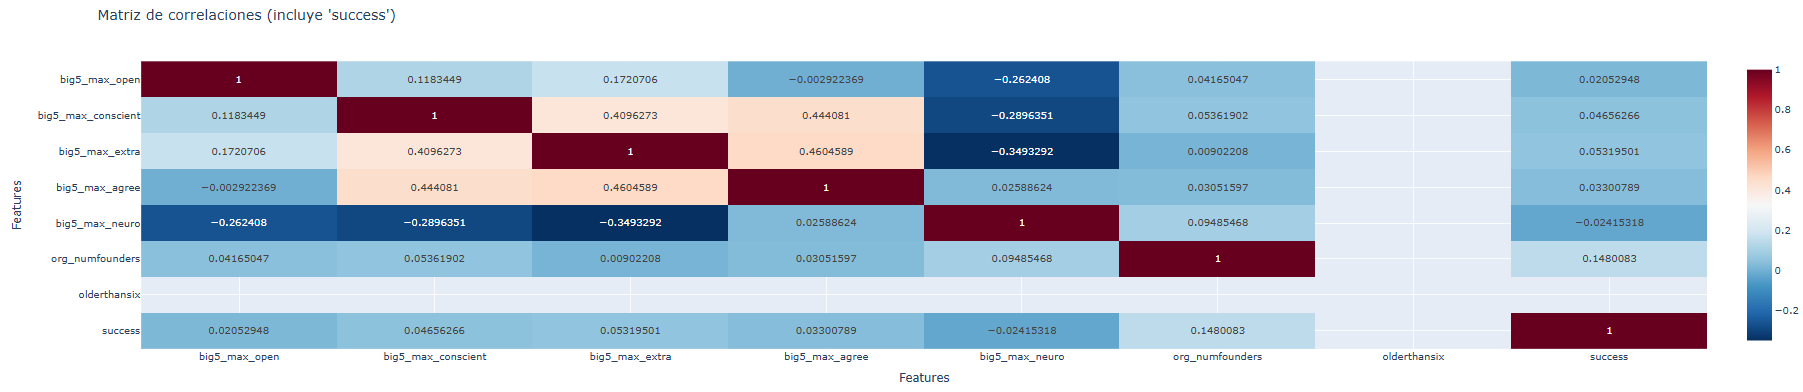 Matriz de correlaciones (incluye 'success')
big5_max_open 1 0.1183449 0.1720706 −0.002922369 −0.262408 0.04165047 0.02052948
big5_max_conscient 0.1183449 1 0.4096273 0.444081 −0.2896351 0.05361902 0.04656266
big5_max_extra 0.1720706 0.4096273 1 0.4604589 −0.3493292 0.00902208 0.05319501
big5_max_agree −0.002922369 0.444081 0.4604589 1 0.02588624 0.03051597 0.03300789
big5_max_neuro −0.262408 −0.2896351 −0.3493292 0.02588624 1 0.09485468 −0.02415318
org_numfounders 0.04165047 0.05361902 0.00902208 0.03051597 0.09485468 1 0.1480083
olderthansix
success 0.02052948 0.04656266 0.05319501 0.03300789 −0.02415318 0.1480083 1
big5_max_open big5_max_conscient big5_max_extra big5_max_agree big5_max_neuro org_numfounders olderthansix success
Features
Features
1
0.8
0.6
0.4
0.2
0
−0.2